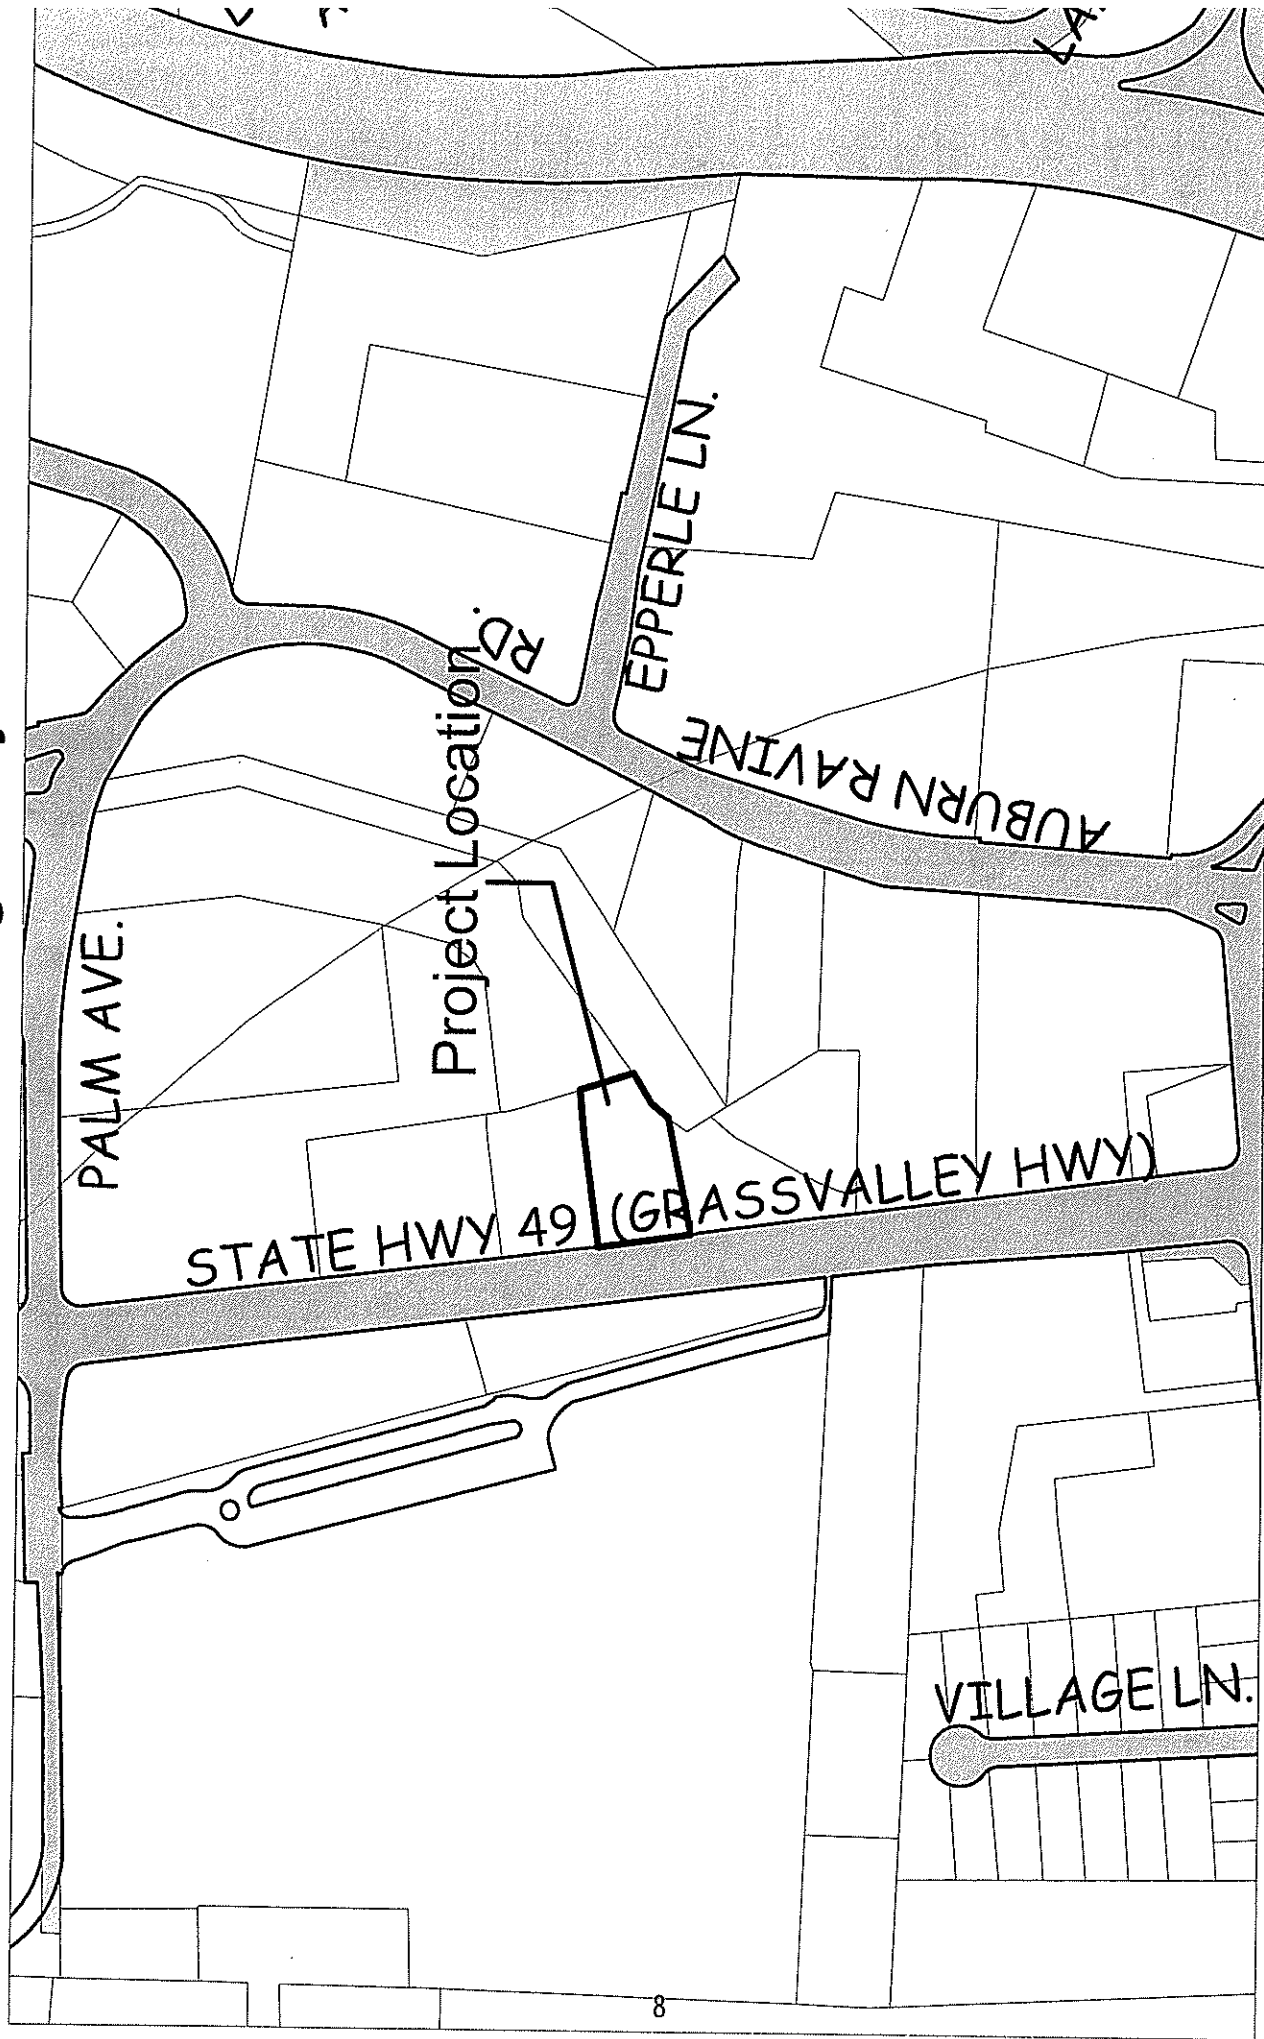 PALM AVE.
Project Location
RD.
EPPERLE LN.
AUBURN RAVINE
STATE HWY 49 (GRASSVALLEY HWY)
VILLAGE LN.
8